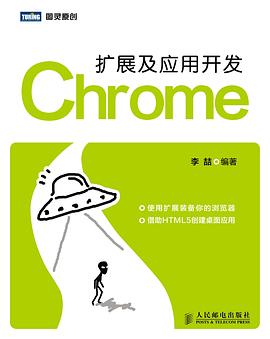 TURING 图灵原创
扩展及应用开发
Chrome
李 喆 编著
使用扩展装备你的浏览器
借助HTML5创建桌面应用
人民邮电出版社
POSTS & TELECOM PRESS